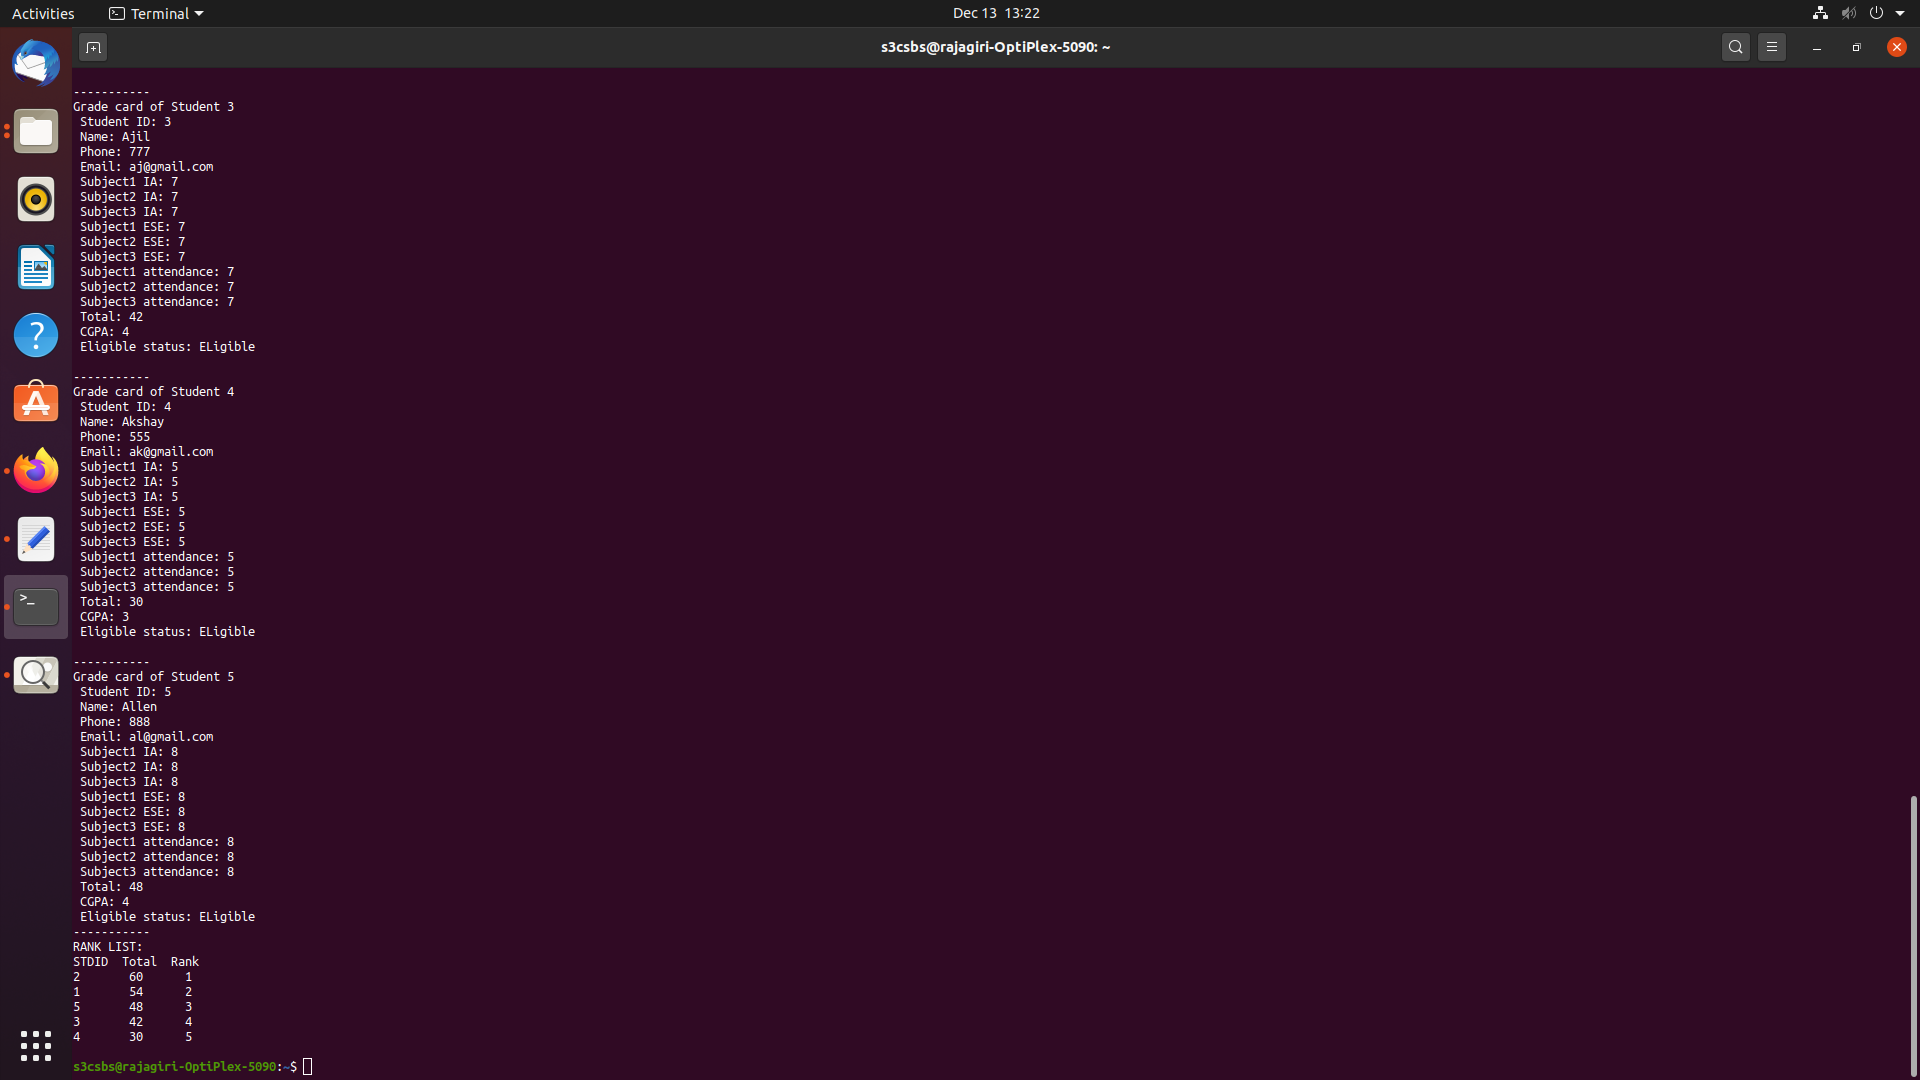 Activities
Terminal
Dec 13 13:22
s3csbs@rajagiri-OptiPlex-5090: ~
-----------
Grade card of Student 3
Student ID: 3
Name: Ajil
Phone: 777
Email: aj@gmail.com
Subject1 IA: 7
Subject2 IA: 7
Subject3 IA: 7
Subject1 ESE: 7
Subject2 ESE: 7
Subject3 ESE: 7
Subject1 attendance: 7
Subject2 attendance: 7
Subject3 attendance: 7
Total: 42
CGPA: 4
Eligible status: ELigible
-----------
Grade card of Student 4
Student ID: 4
Name: Akshay
Phone: 555
Email: ak@gmail.com
Subject1 IA: 5
Subject2 IA: 5
Subject3 IA: 5
Subject1 ESE: 5
Subject2 ESE: 5
Subject3 ESE: 5
Subject1 attendance: 5
Subject2 attendance: 5
Subject3 attendance: 5
Total: 30
CGPA: 3
Eligible status: ELigible
-----------
Grade card of Student 5
Student ID: 5
Name: Allen
Phone: 888
Email: al@gmail.com
Subject1 IA: 8
Subject2 IA: 8
Subject3 IA: 8
Subject1 ESE: 8
Subject2 ESE: 8
Subject3 ESE: 8
Subject1 attendance: 8
Subject2 attendance: 8
Subject3 attendance: 8
Total: 48
CGPA: 4
Eligible status: ELigible
-----------
RANK LIST:
STDID Total Rank
2 60 1
1 54 2
5 48 3
3 42 4
4 30 5
s3csbs@rajagiri-OptiPlex-5090:~$